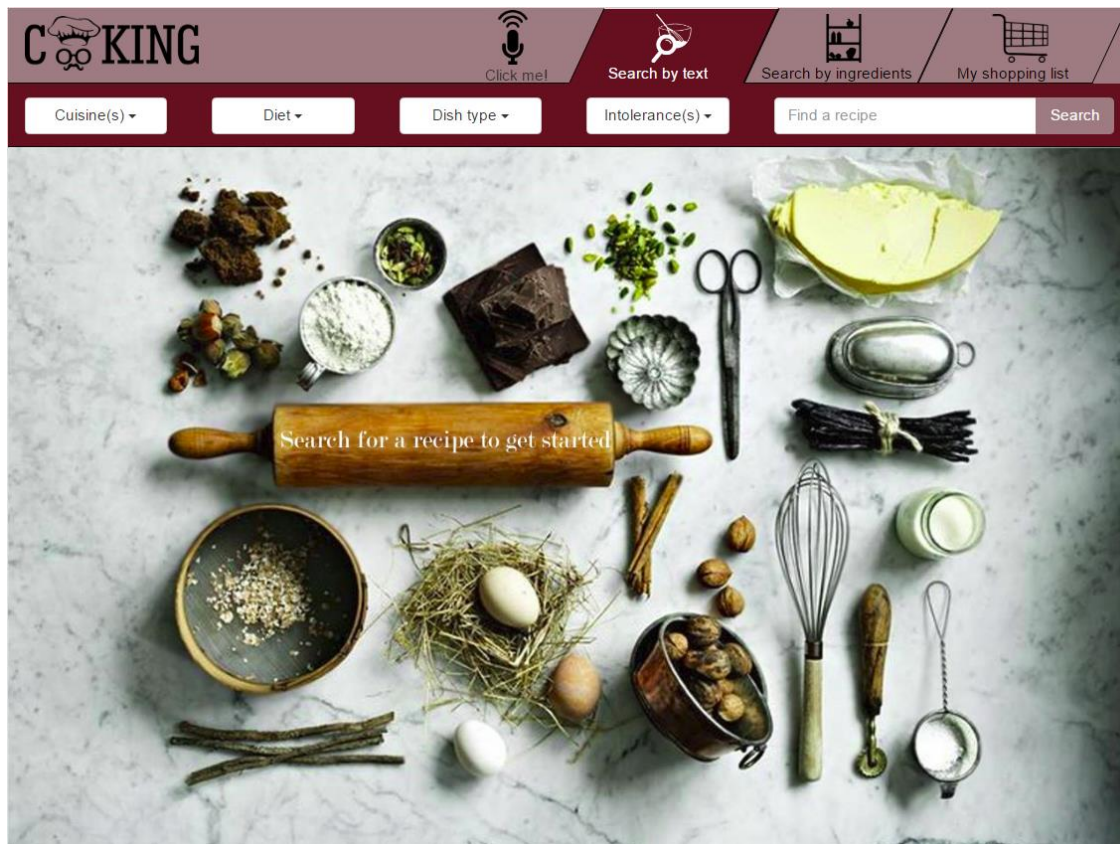 COOKING
Click me!
Search by text
Search by ingredients
My shopping list
Cuisine(s)
Diet
Dish type
Intolerance(s)
Find a recipe
Search
Search for a recipe to get started